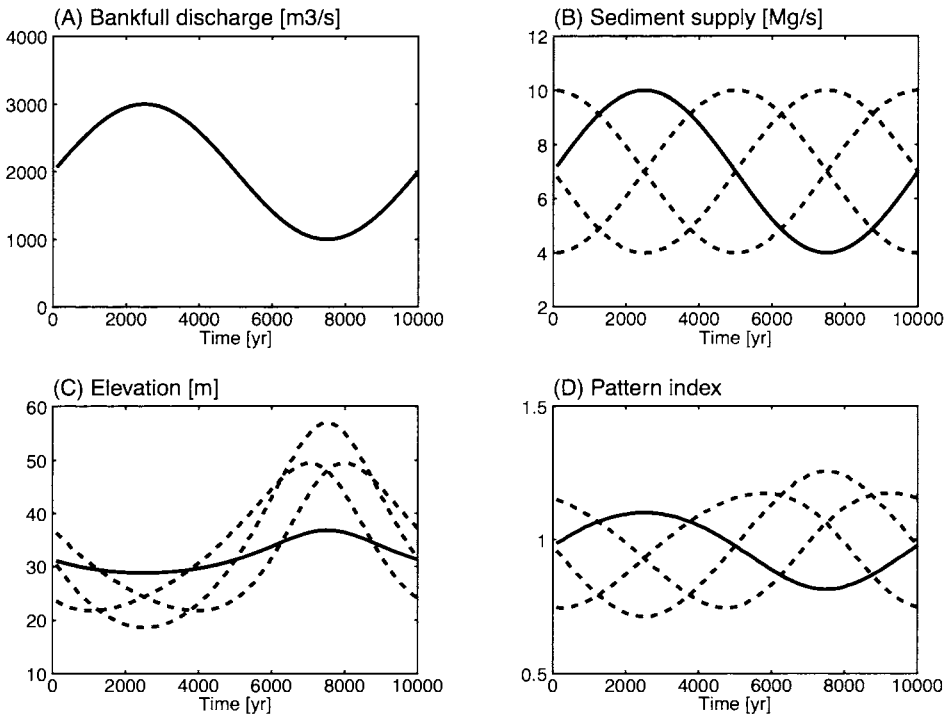 (A) Bankfull discharge [m3/s]
4000
3000
2000
1000
0
0 2000 4000 6000 8000 10000
Time [yr]
(B) Sediment supply [Mg/s]
12
10
8
6
4
2
0 2000 4000 6000 8000 10000
Time [yr]
(C) Elevation [m]
60
50
40
30
20
10
0 2000 4000 6000 8000 10000
Time [yr]
(D) Pattern index
1.5
1
0.5
0 2000 4000 6000 8000 10000
Time [yr]